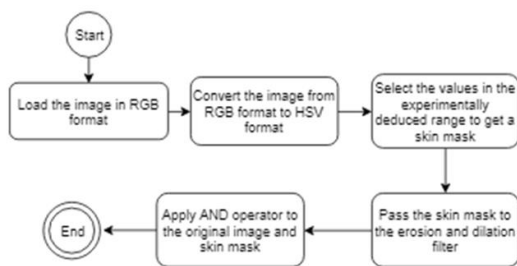 Start
Load the image in RGB
format
Convert the image from
RGB format to HSV
format
Select the values in the
experimentally
deduced range to get a
skin mask
Pass the skin mask to
the erosion and dilation
filter
Apply AND operator to
the original image and
skin mask
End